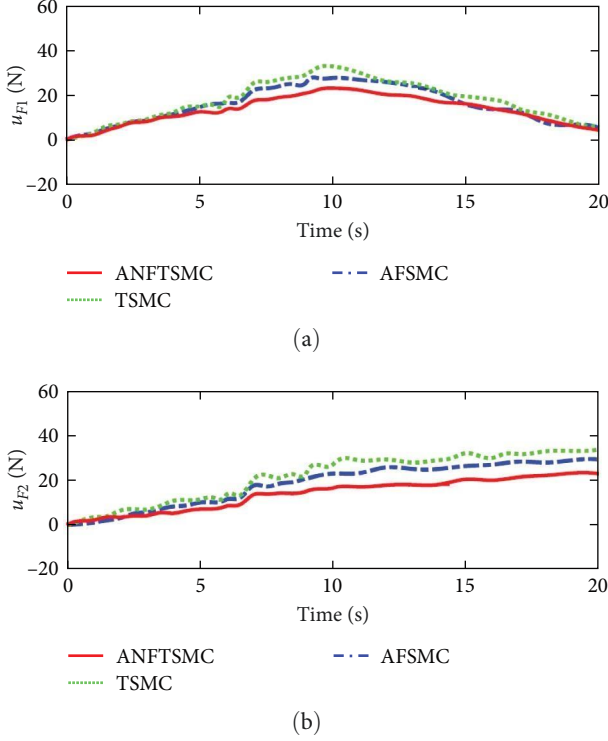 60
40
20
0
−20
u_F1 (N)
0 5 10 15 20
Time (s)
ANFTSMC AFSMC
TSMC
(a)
60
40
20
0
−20
u_F2 (N)
0 5 10 15 20
Time (s)
ANFTSMC AFSMC
TSMC
(b)